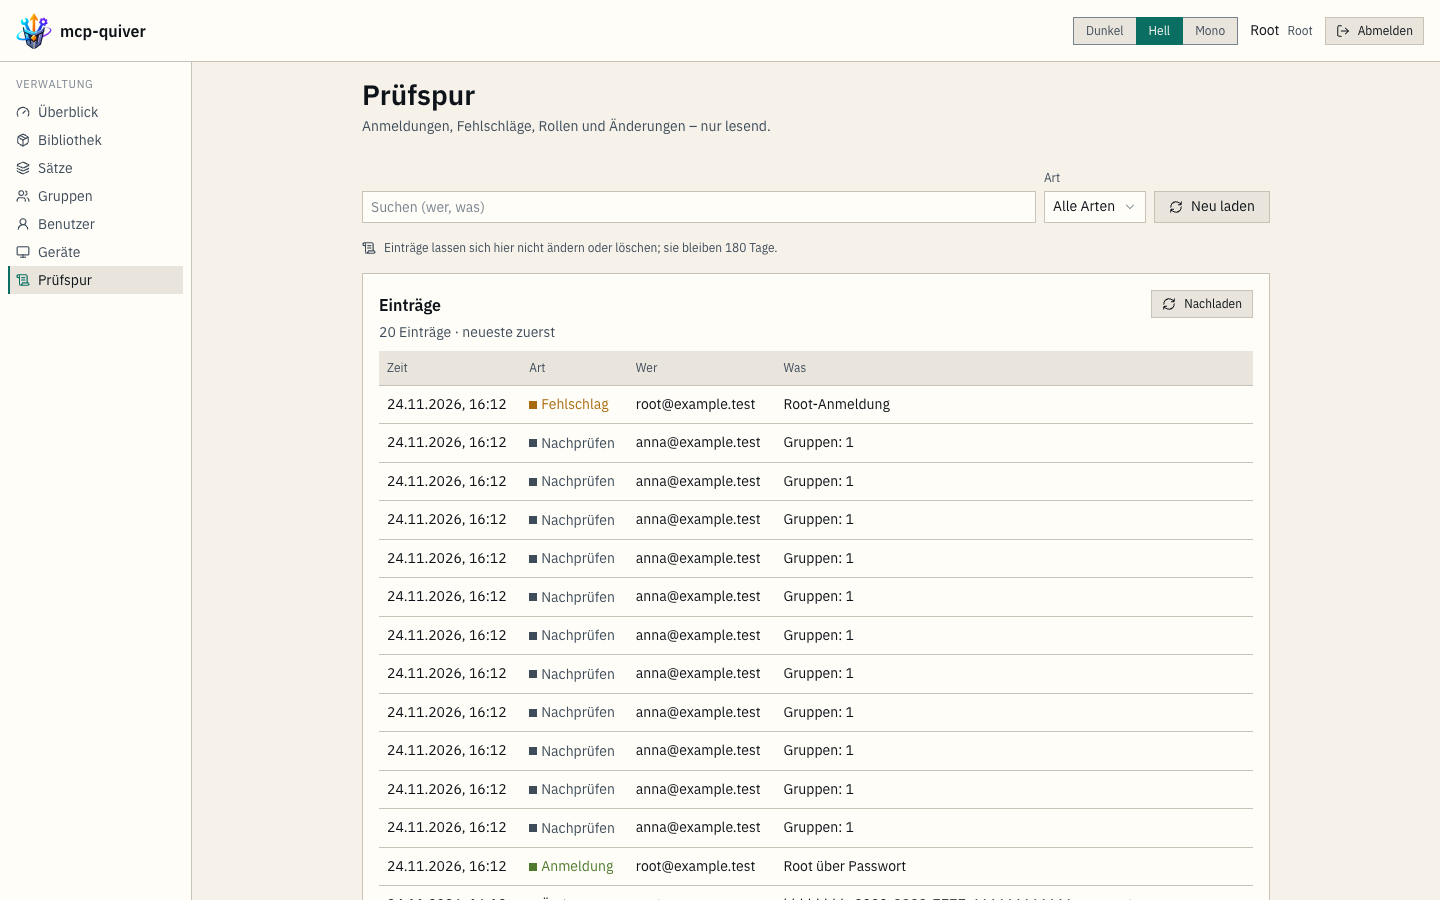 mcp-quiver
Dunkel Hell Mono Root Root Abmelden
VERWALTUNG
Überblick
Bibliothek
Sätze
Gruppen
Benutzer
Geräte
Prüfspur
Prüfspur
Anmeldungen, Fehlschläge, Rollen und Änderungen – nur lesend.
Art
Suchen (wer, was) Alle Arten Neu laden
Einträge lassen sich hier nicht ändern oder löschen; sie bleiben 180 Tage.
Einträge Nachladen
20 Einträge · neueste zuerst
Zeit Art Wer Was
24.11.2026, 16:12 Fehlschlag root@example.test Root-Anmeldung
24.11.2026, 16:12 Nachprüfen anna@example.test Gruppen: 1
24.11.2026, 16:12 Nachprüfen anna@example.test Gruppen: 1
24.11.2026, 16:12 Nachprüfen anna@example.test Gruppen: 1
24.11.2026, 16:12 Nachprüfen anna@example.test Gruppen: 1
24.11.2026, 16:12 Nachprüfen anna@example.test Gruppen: 1
24.11.2026, 16:12 Nachprüfen anna@example.test Gruppen: 1
24.11.2026, 16:12 Nachprüfen anna@example.test Gruppen: 1
24.11.2026, 16:12 Nachprüfen anna@example.test Gruppen: 1
24.11.2026, 16:12 Nachprüfen anna@example.test Gruppen: 1
24.11.2026, 16:12 Nachprüfen anna@example.test Gruppen: 1
24.11.2026, 16:12 Nachprüfen anna@example.test Gruppen: 1
24.11.2026, 16:12 Anmeldung root@example.test Root über Passwort